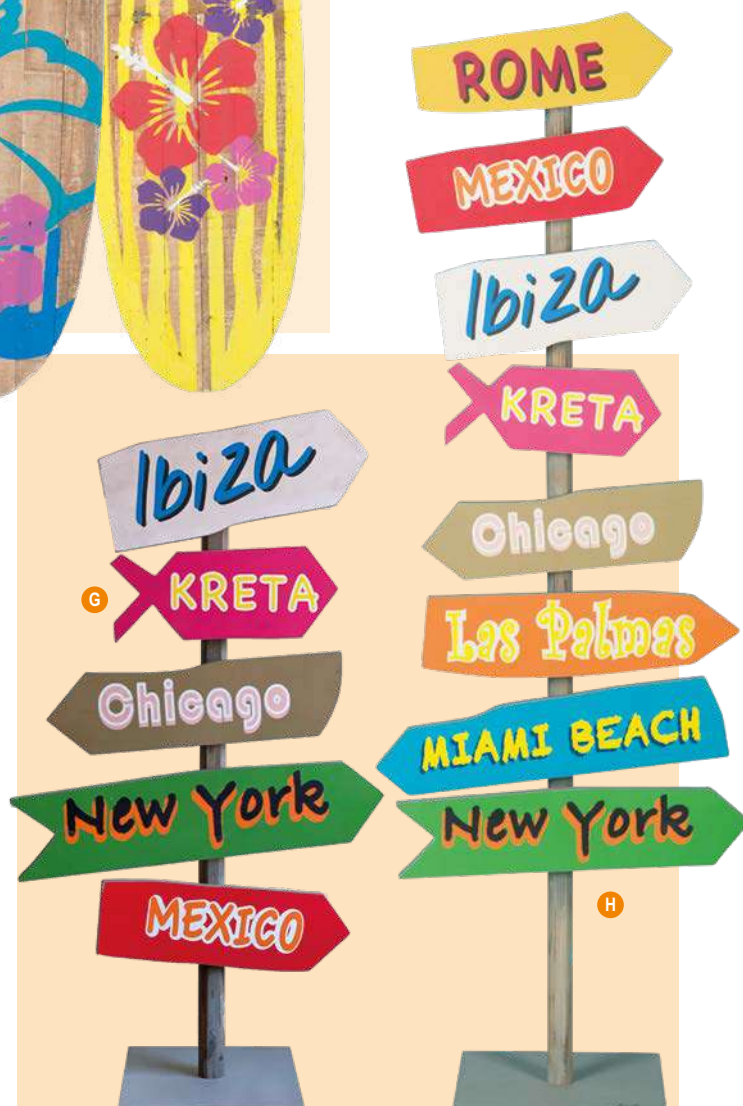 ROME
MEXICO
Ibiza
KRETA
Chicago
Las Palmas
MIAMI BEACH
New York
H
Ibiza
G
KRETA
Chicago
New York
MEXICO